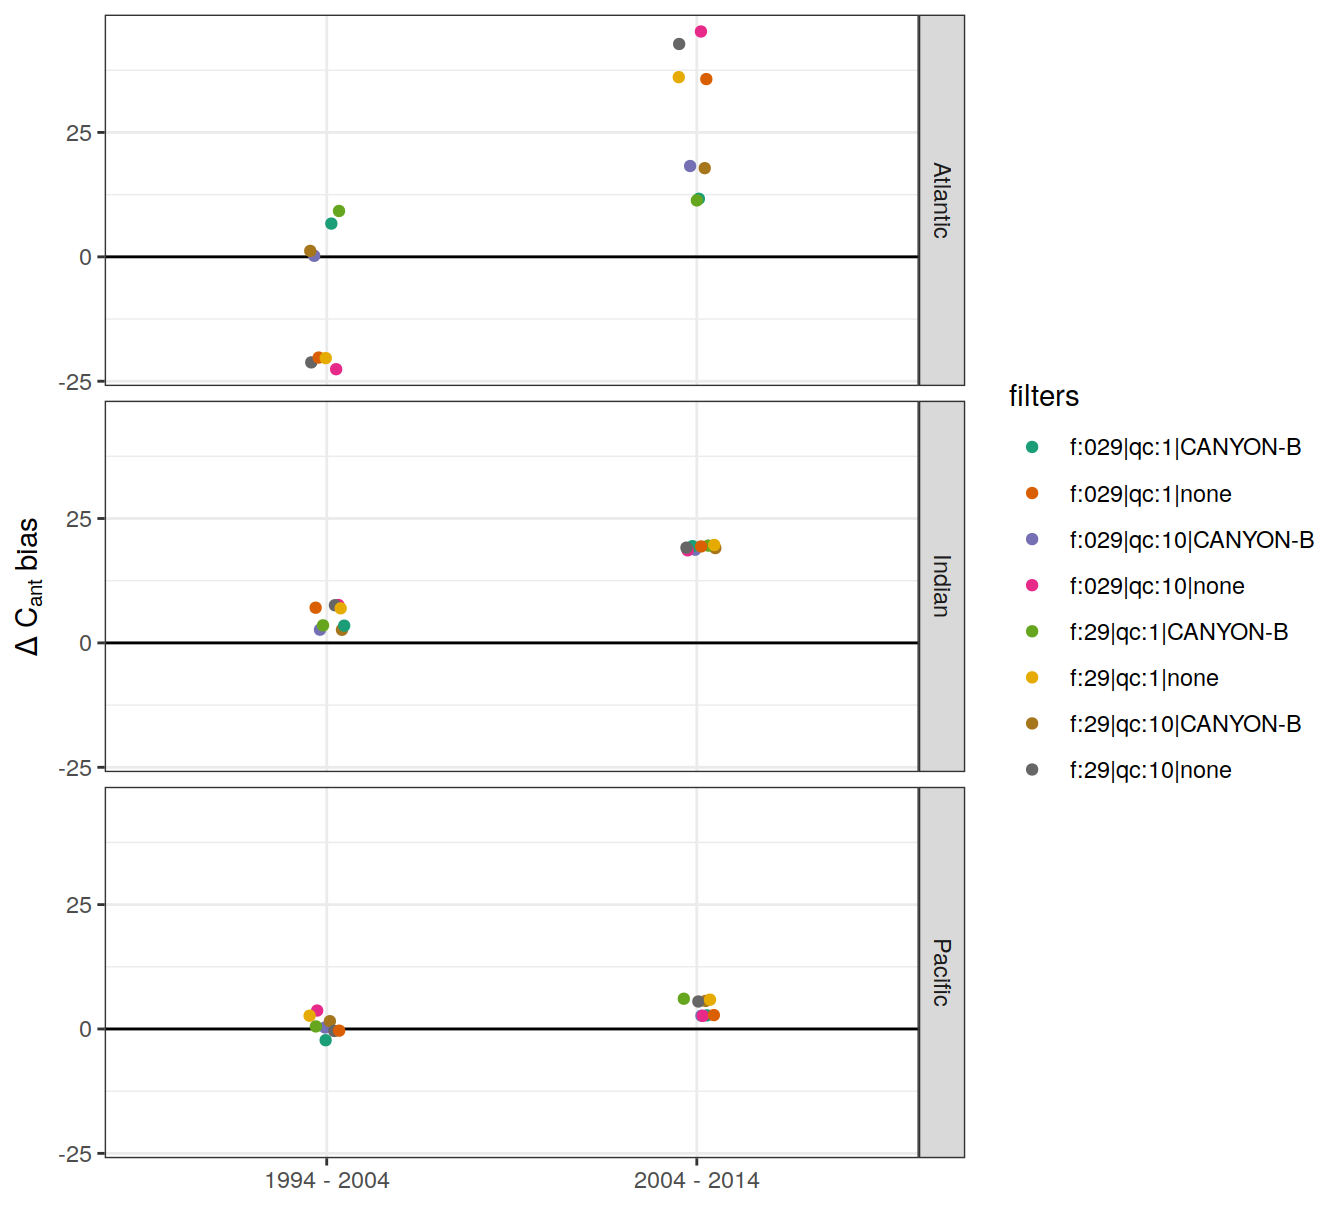 Δ Cant bias
25
0
-25
Atlantic
25
0
-25
Indian
25
0
-25
Pacific
1994 - 2004
2004 - 2014
filters
f:029|qc:1|CANYON-B
f:029|qc:1|none
f:029|qc:10|CANYON-B
f:029|qc:10|none
f:29|qc:1|CANYON-B
f:29|qc:1|none
f:29|qc:10|CANYON-B
f:29|qc:10|none